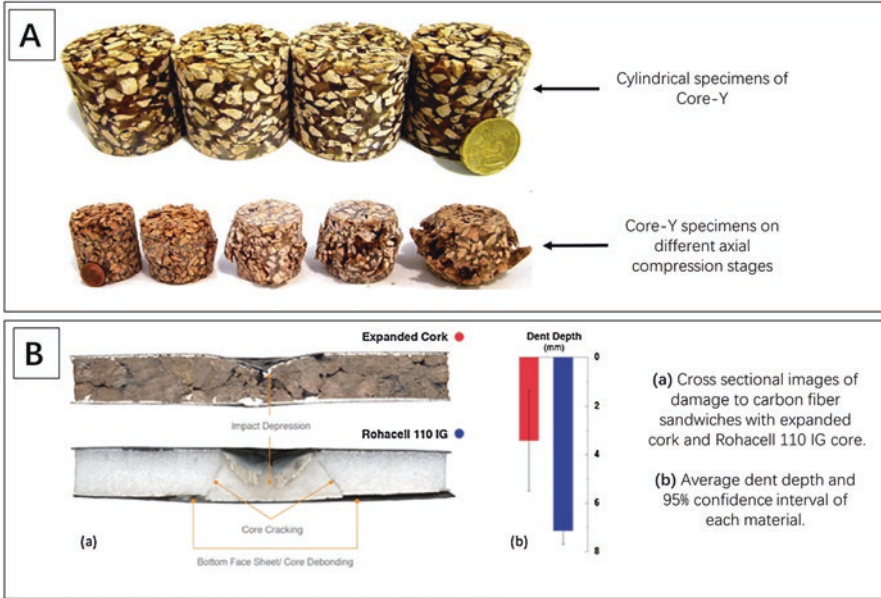 A
Cylindrical specimens of
Core-Y
Core-Y specimens on
different axial
compression stages
B
Expanded Cork
Impact Depression
Rohacell 110 IG
Core Cracking
(a)
Bottom Face Sheet/ Core Debonding
Dent Depth
(mm)
0
2
4
6
8
(b)
(a) Cross sectional images of
damage to carbon fiber
sandwiches with expanded
cork and Rohacell 110 IG core.
(b) Average dent depth and
95% confidence interval of
each material.